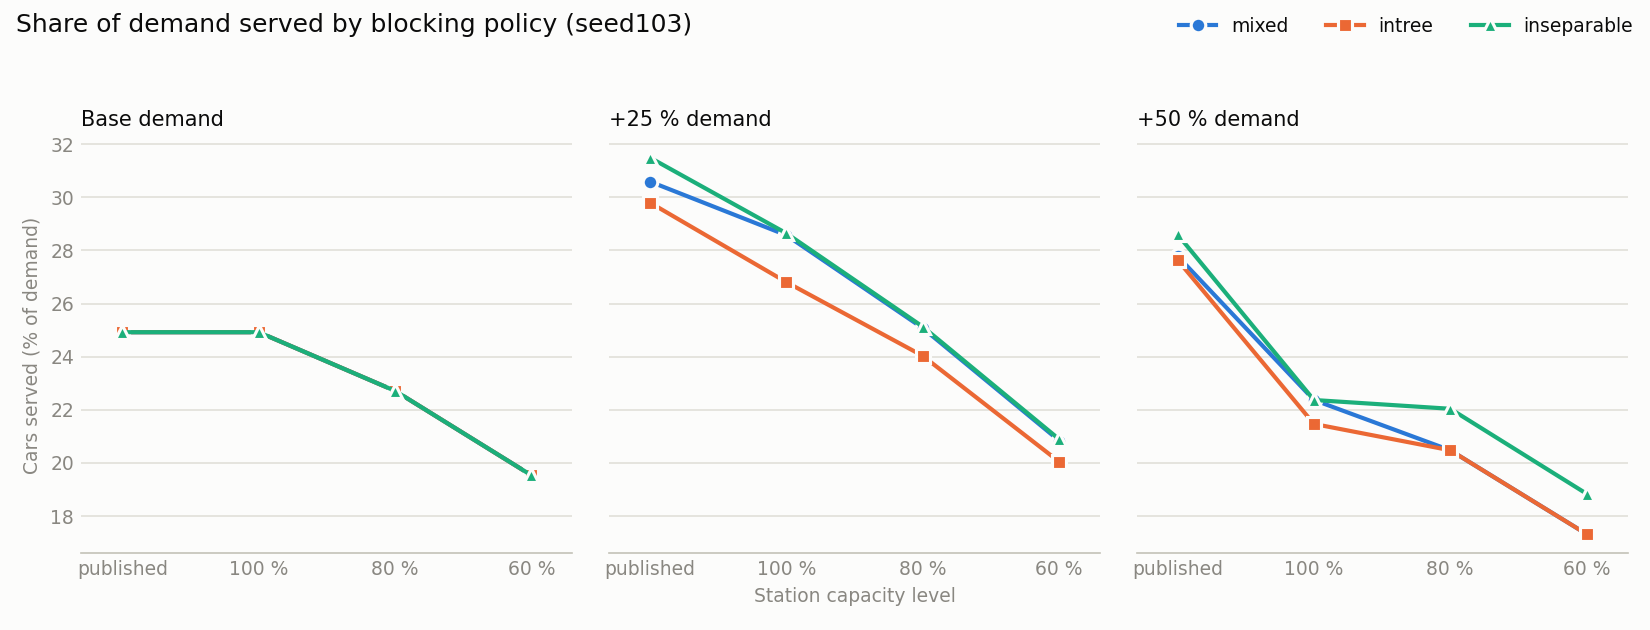 Share of demand served by blocking policy (seed103)
mixed intree inseparable
Base demand +25 % demand +50 % demand
Cars served (% of demand)
32
30
28
26
24
22
20
18
published 100 % 80 % 60 % published 100 % 80 % 60 % published 100 % 80 % 60 %
Station capacity level